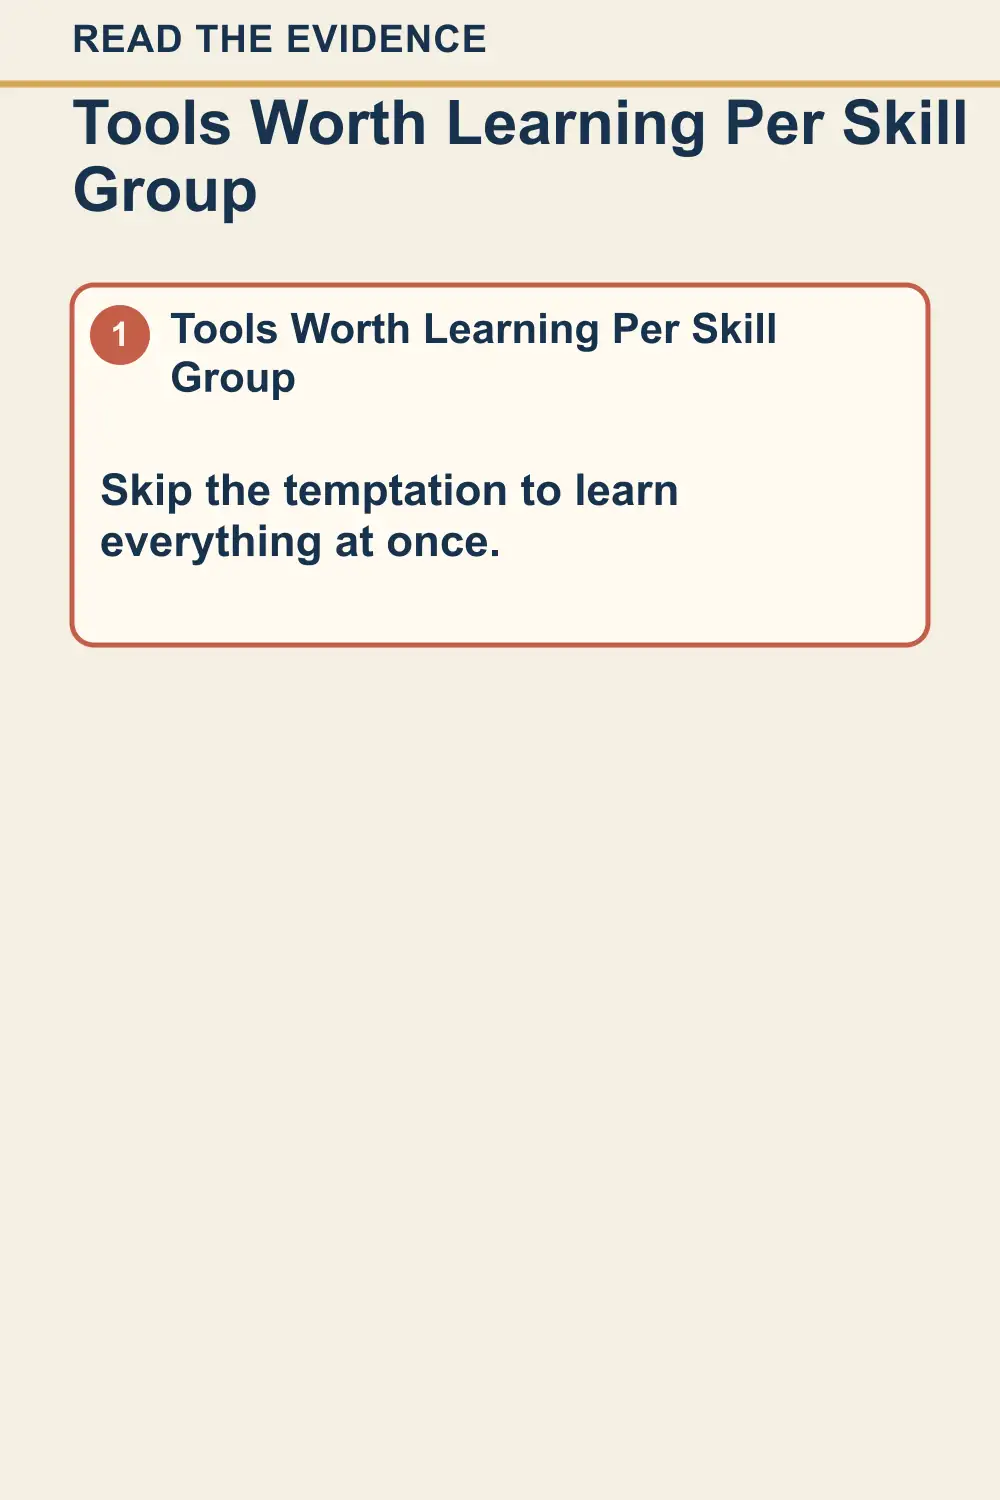 READ THE EVIDENCE
Tools Worth Learning Per Skill
Group
1
Tools Worth Learning Per Skill
Group
Skip the temptation to learn
everything at once.